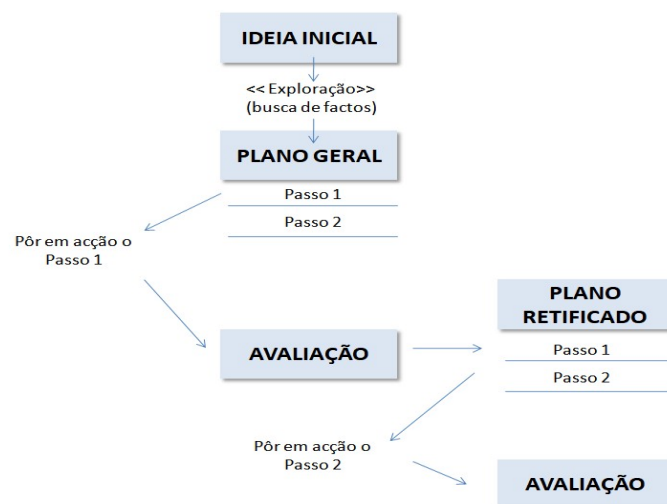 IDEIA INICIAL
<< Exploração>>
(busca de factos)
PLANO GERAL
Passo 1
Passo 2
Pôr em acção o
Passo 1
AVALIAÇÃO
PLANO
RETIFICADO
Passo 1
Passo 2
Pôr em acção o
Passo 2
AVALIAÇÃO